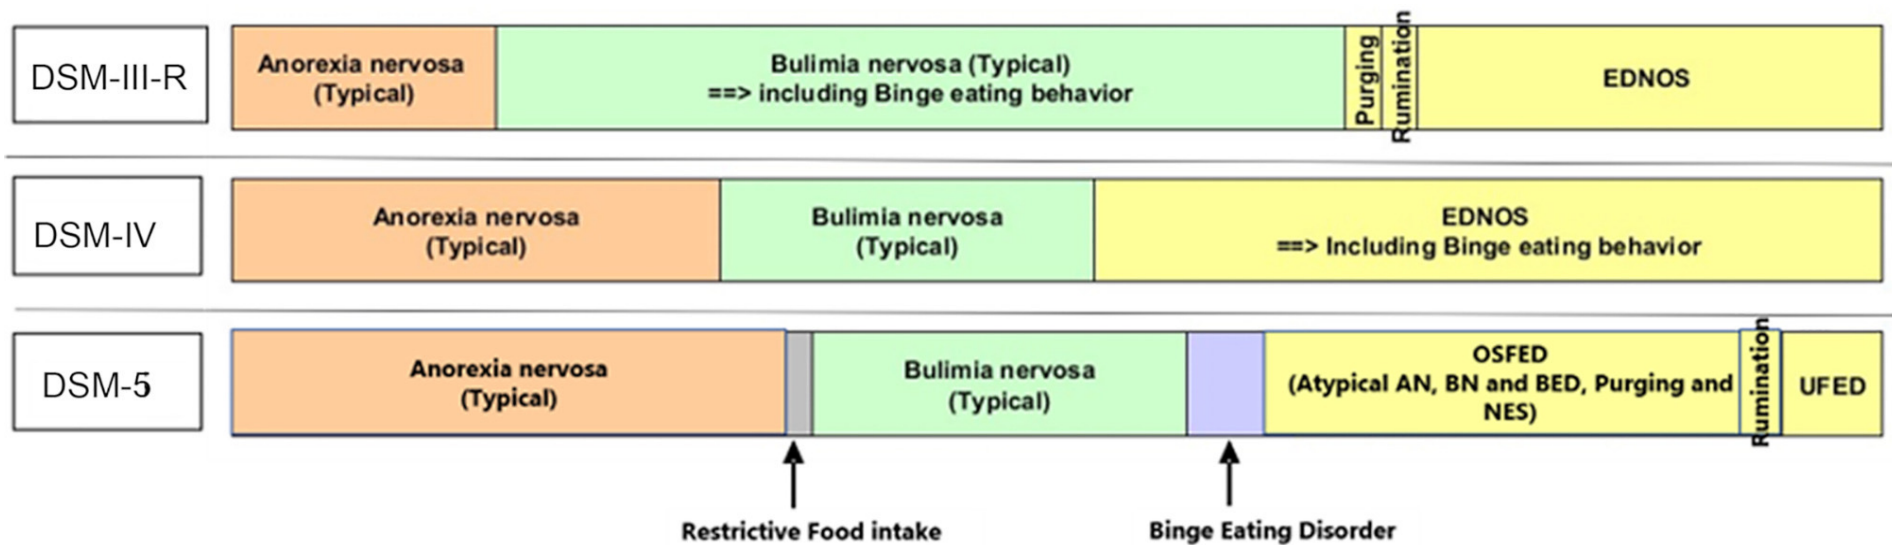 DSM-III-R
Anorexia nervosa
(Typical)
Bulimia nervosa (Typical)
==> including Binge eating behavior
Purging
Rumination
EDNOS
DSM-IV
Anorexia nervosa
(Typical)
Bulimia nervosa
(Typical)
EDNOS
==> Including Binge eating behavior
DSM-5
Anorexia nervosa
(Typical)
Bulimia nervosa
(Typical)
OSFED
(Atypical AN, BN and BED, Purging and
NES)
Rumination
UFED
Restrictive Food intake
Binge Eating Disorder